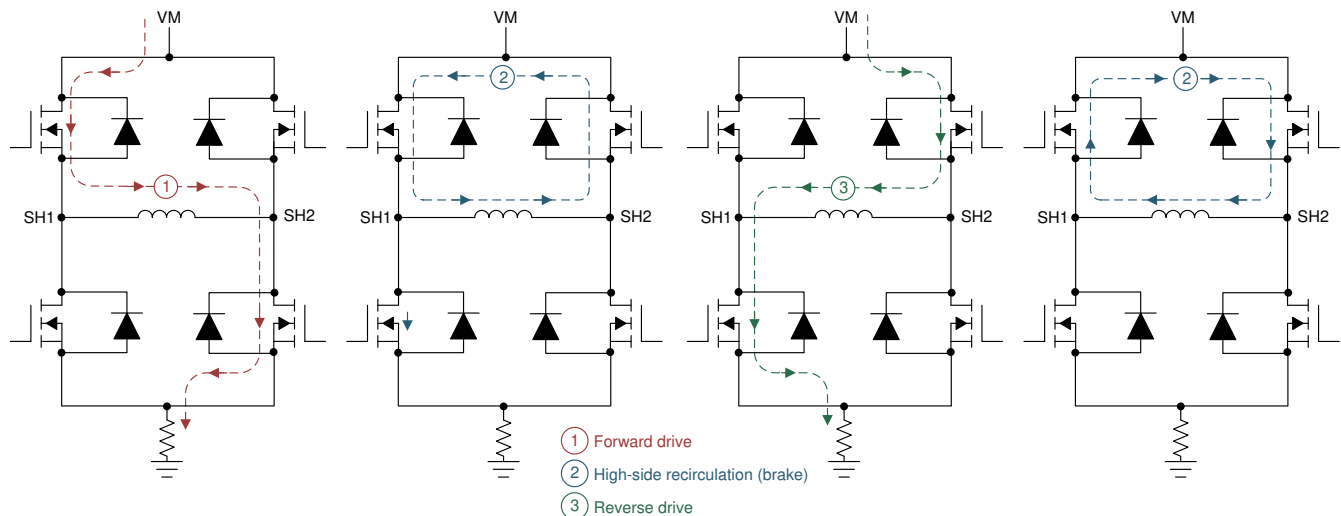 VM
VM
VM
VM
2
2
1
3
SH1
SH2
SH1
SH2
SH1
SH2
SH1
SH2
1 Forward drive
2 High-side recirculation (brake)
3 Reverse drive